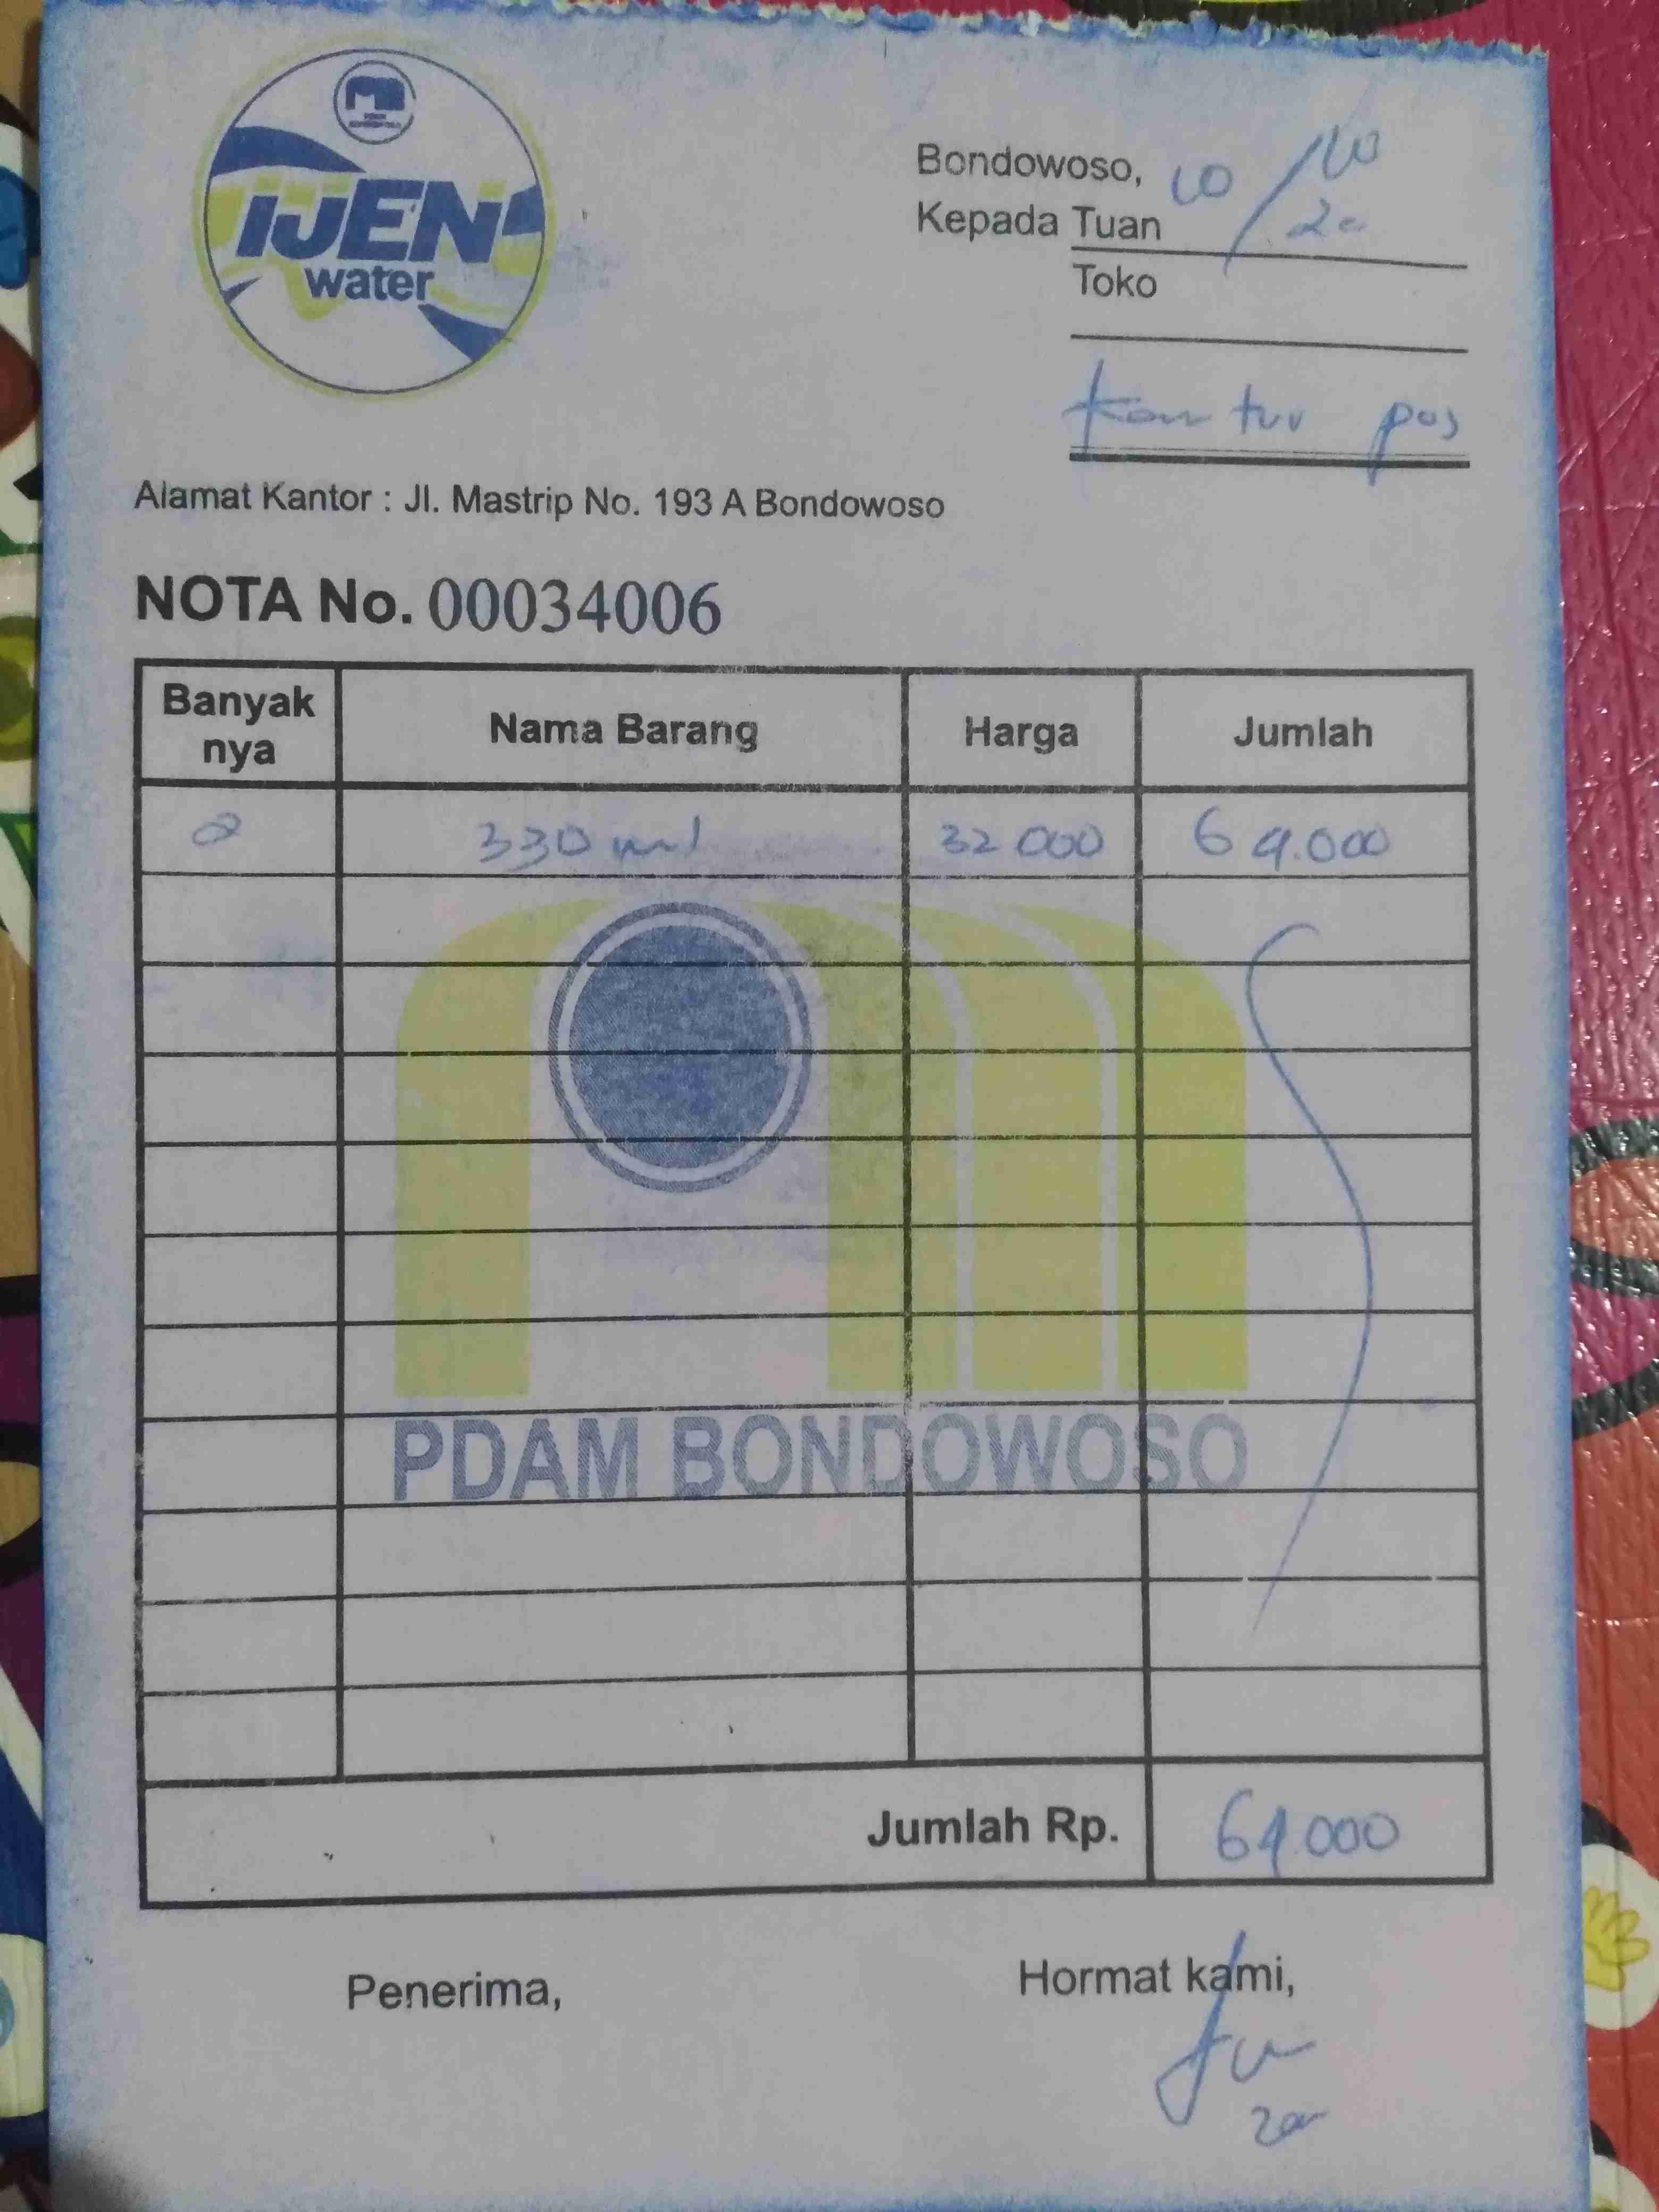 IJEN
water
Bondowoso, 10/10
20
Kepada Tuan
Toko
Kantor pos
Alamat Kantor : Jl. Mastrip No. 193 A Bondowoso
NOTA No. 00034006
Banyak nya Nama Barang Harga Jumlah
2 330 ml 32 000 64.000
PDAM BONDOWOSO
Jumlah Rp. 64.000
Penerima, Hormat kami,